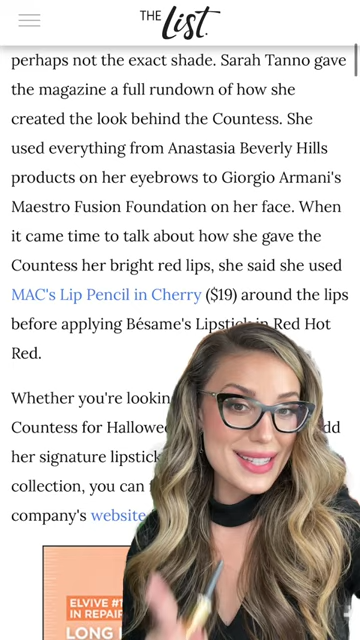 THE List.
perhaps not the exact shade. Sarah Tanno gave
the magazine a full rundown of how she
created the look behind the Countess. She
used everything from Anastasia Beverly Hills
products on her eyebrows to Giorgio Armani's
Maestro Fusion Foundation on her face. When
it came time to talk about how she gave the
Countess her bright red lips, she said she used
MAC's Lip Pencil in Cherry ($19) around the lips
before applying Bésame's Lipstick in Red Hot
Red.
Whether you're lookin
Countess for Hallowe dd
her signature lipstick
collection, you can
company's website
ELVIVE #1
IN REPAIR
LONG